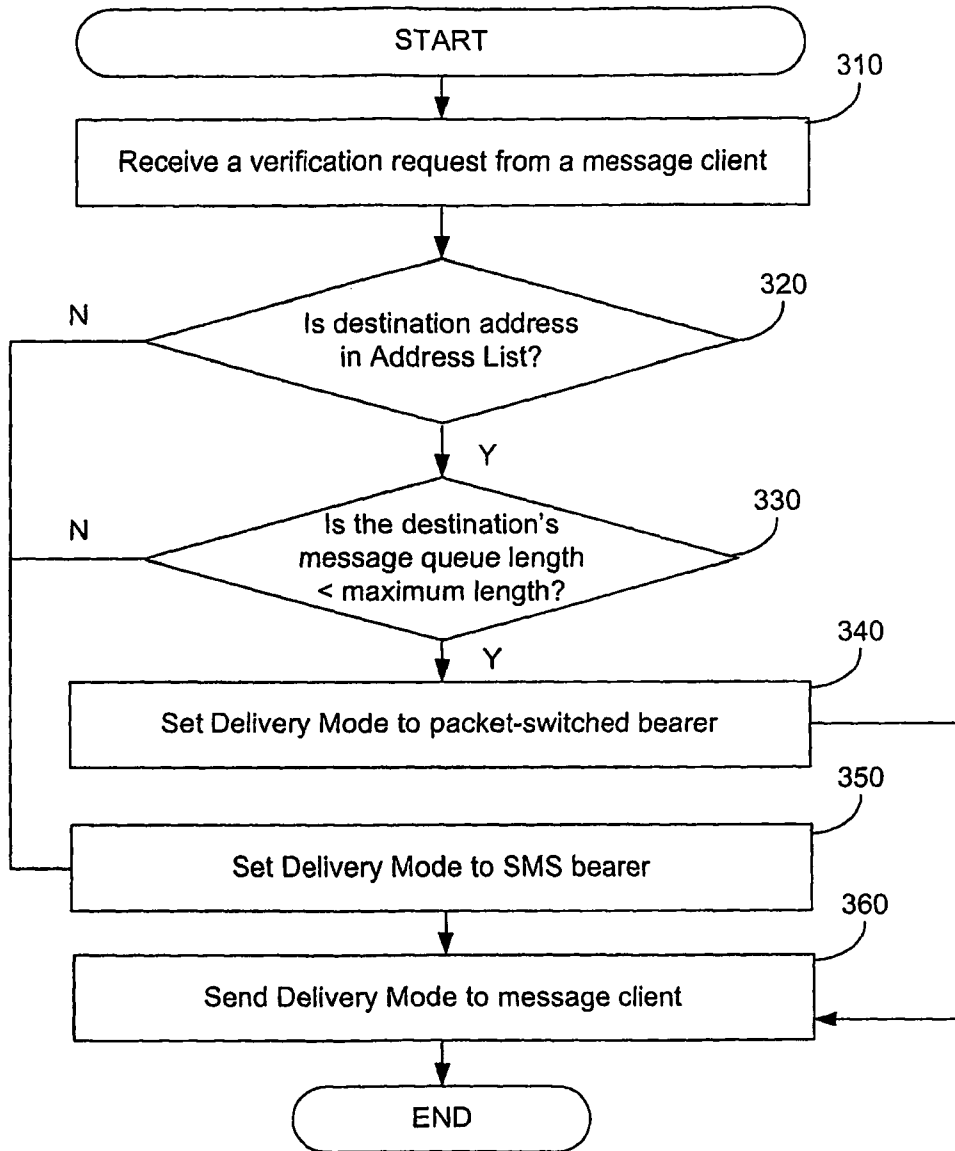 START
310
Receive a verification request from a message client
320
N
Is destination address
in Address List?
Y
330
N
Is the destination's
message queue length
< maximum length?
Y
340
Set Delivery Mode to packet-switched bearer
350
Set Delivery Mode to SMS bearer
360
Send Delivery Mode to message client
END